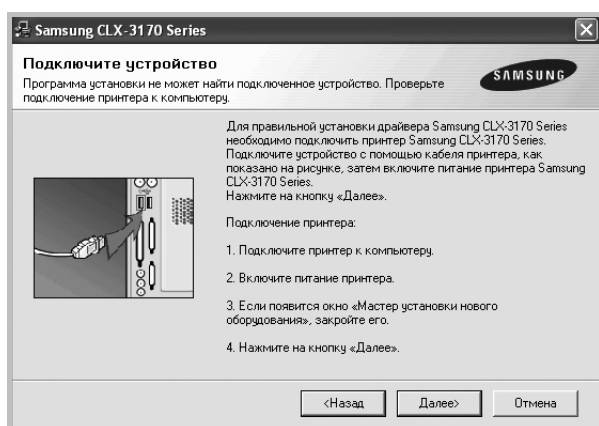 Samsung CLX-3170 Series
Подключите устройство
Программа установки не может найти подключенное устройство. Проверьте
подключение принтера к компьютеру.
SAMSUNG
Для правильной установки драйвера Samsung CLX-3170 Series
необходимо подключить принтер Samsung CLX-3170 Series.
Подключите устройство с помощью кабеля принтера, как
показано на рисунке, затем включите питание принтера Samsung
CLX-3170 Series.
Нажмите на кнопку «Далее».
Подключение принтера:
1. Подключите принтер к компьютеру.
2. Включите питание принтера.
3. Если появится окно «Мастер установки нового
оборудования», закройте его.
4. Нажмите на кнопку «Далее».
<Назад
Далее>
Отмена